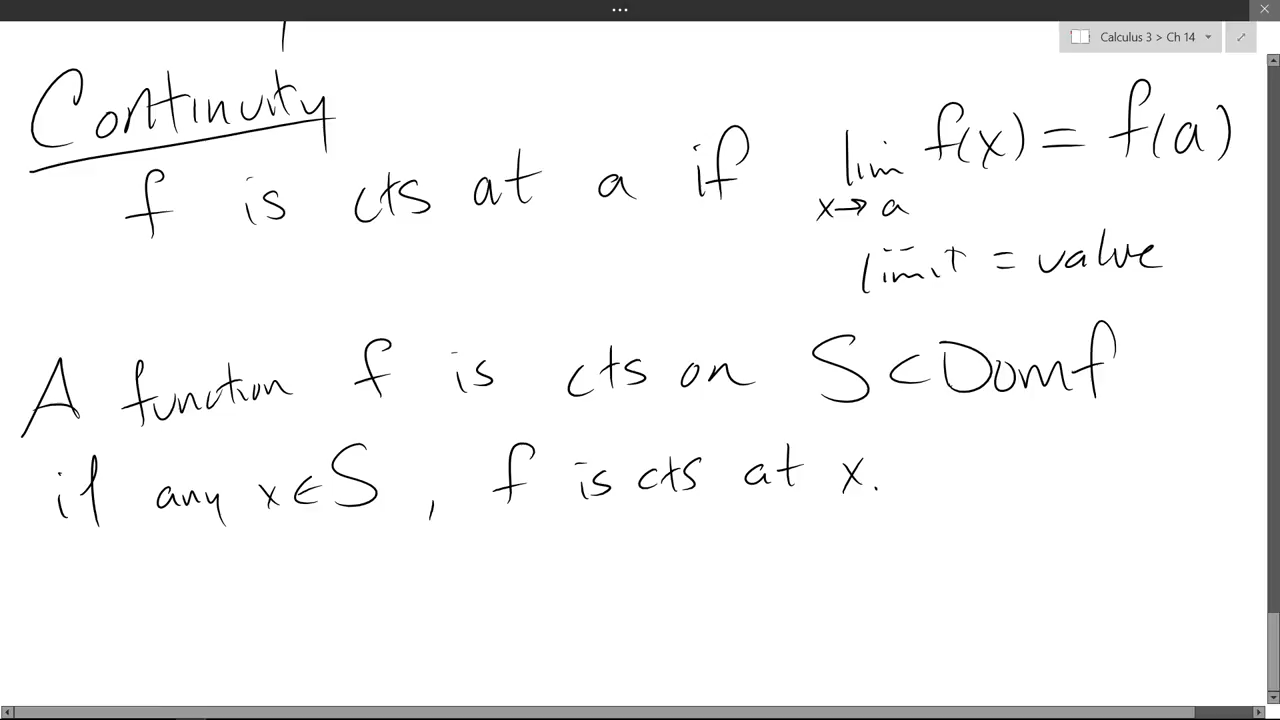 ...
Calculus 3 > Ch 14
Continuity
f is cts at a if lim x→a f(x) = f(a)
limit = value
A function f is cts on S⊂Domf
if any x∈S, f is cts at x.